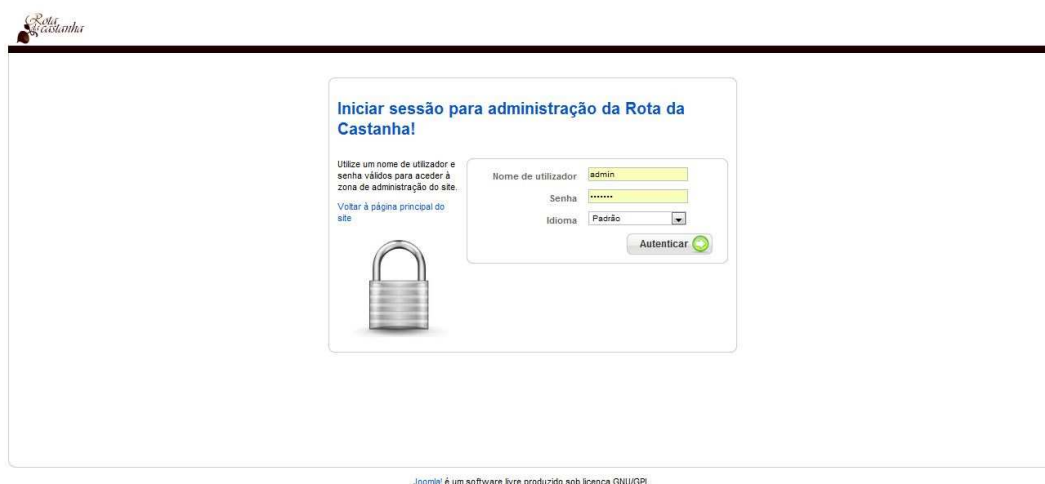 Rota
da castanha
Iniciar sessão para administração da Rota da
Castanha!
Utilize um nome de utilizador e
senha válidos para aceder à
zona de administração do site.
Voltar à página principal do
site
Nome de utilizador admin
Senha •••••••
Idioma Padrão
Autenticar
Joomla! é um software livre produzido sob licença GNU/GPL